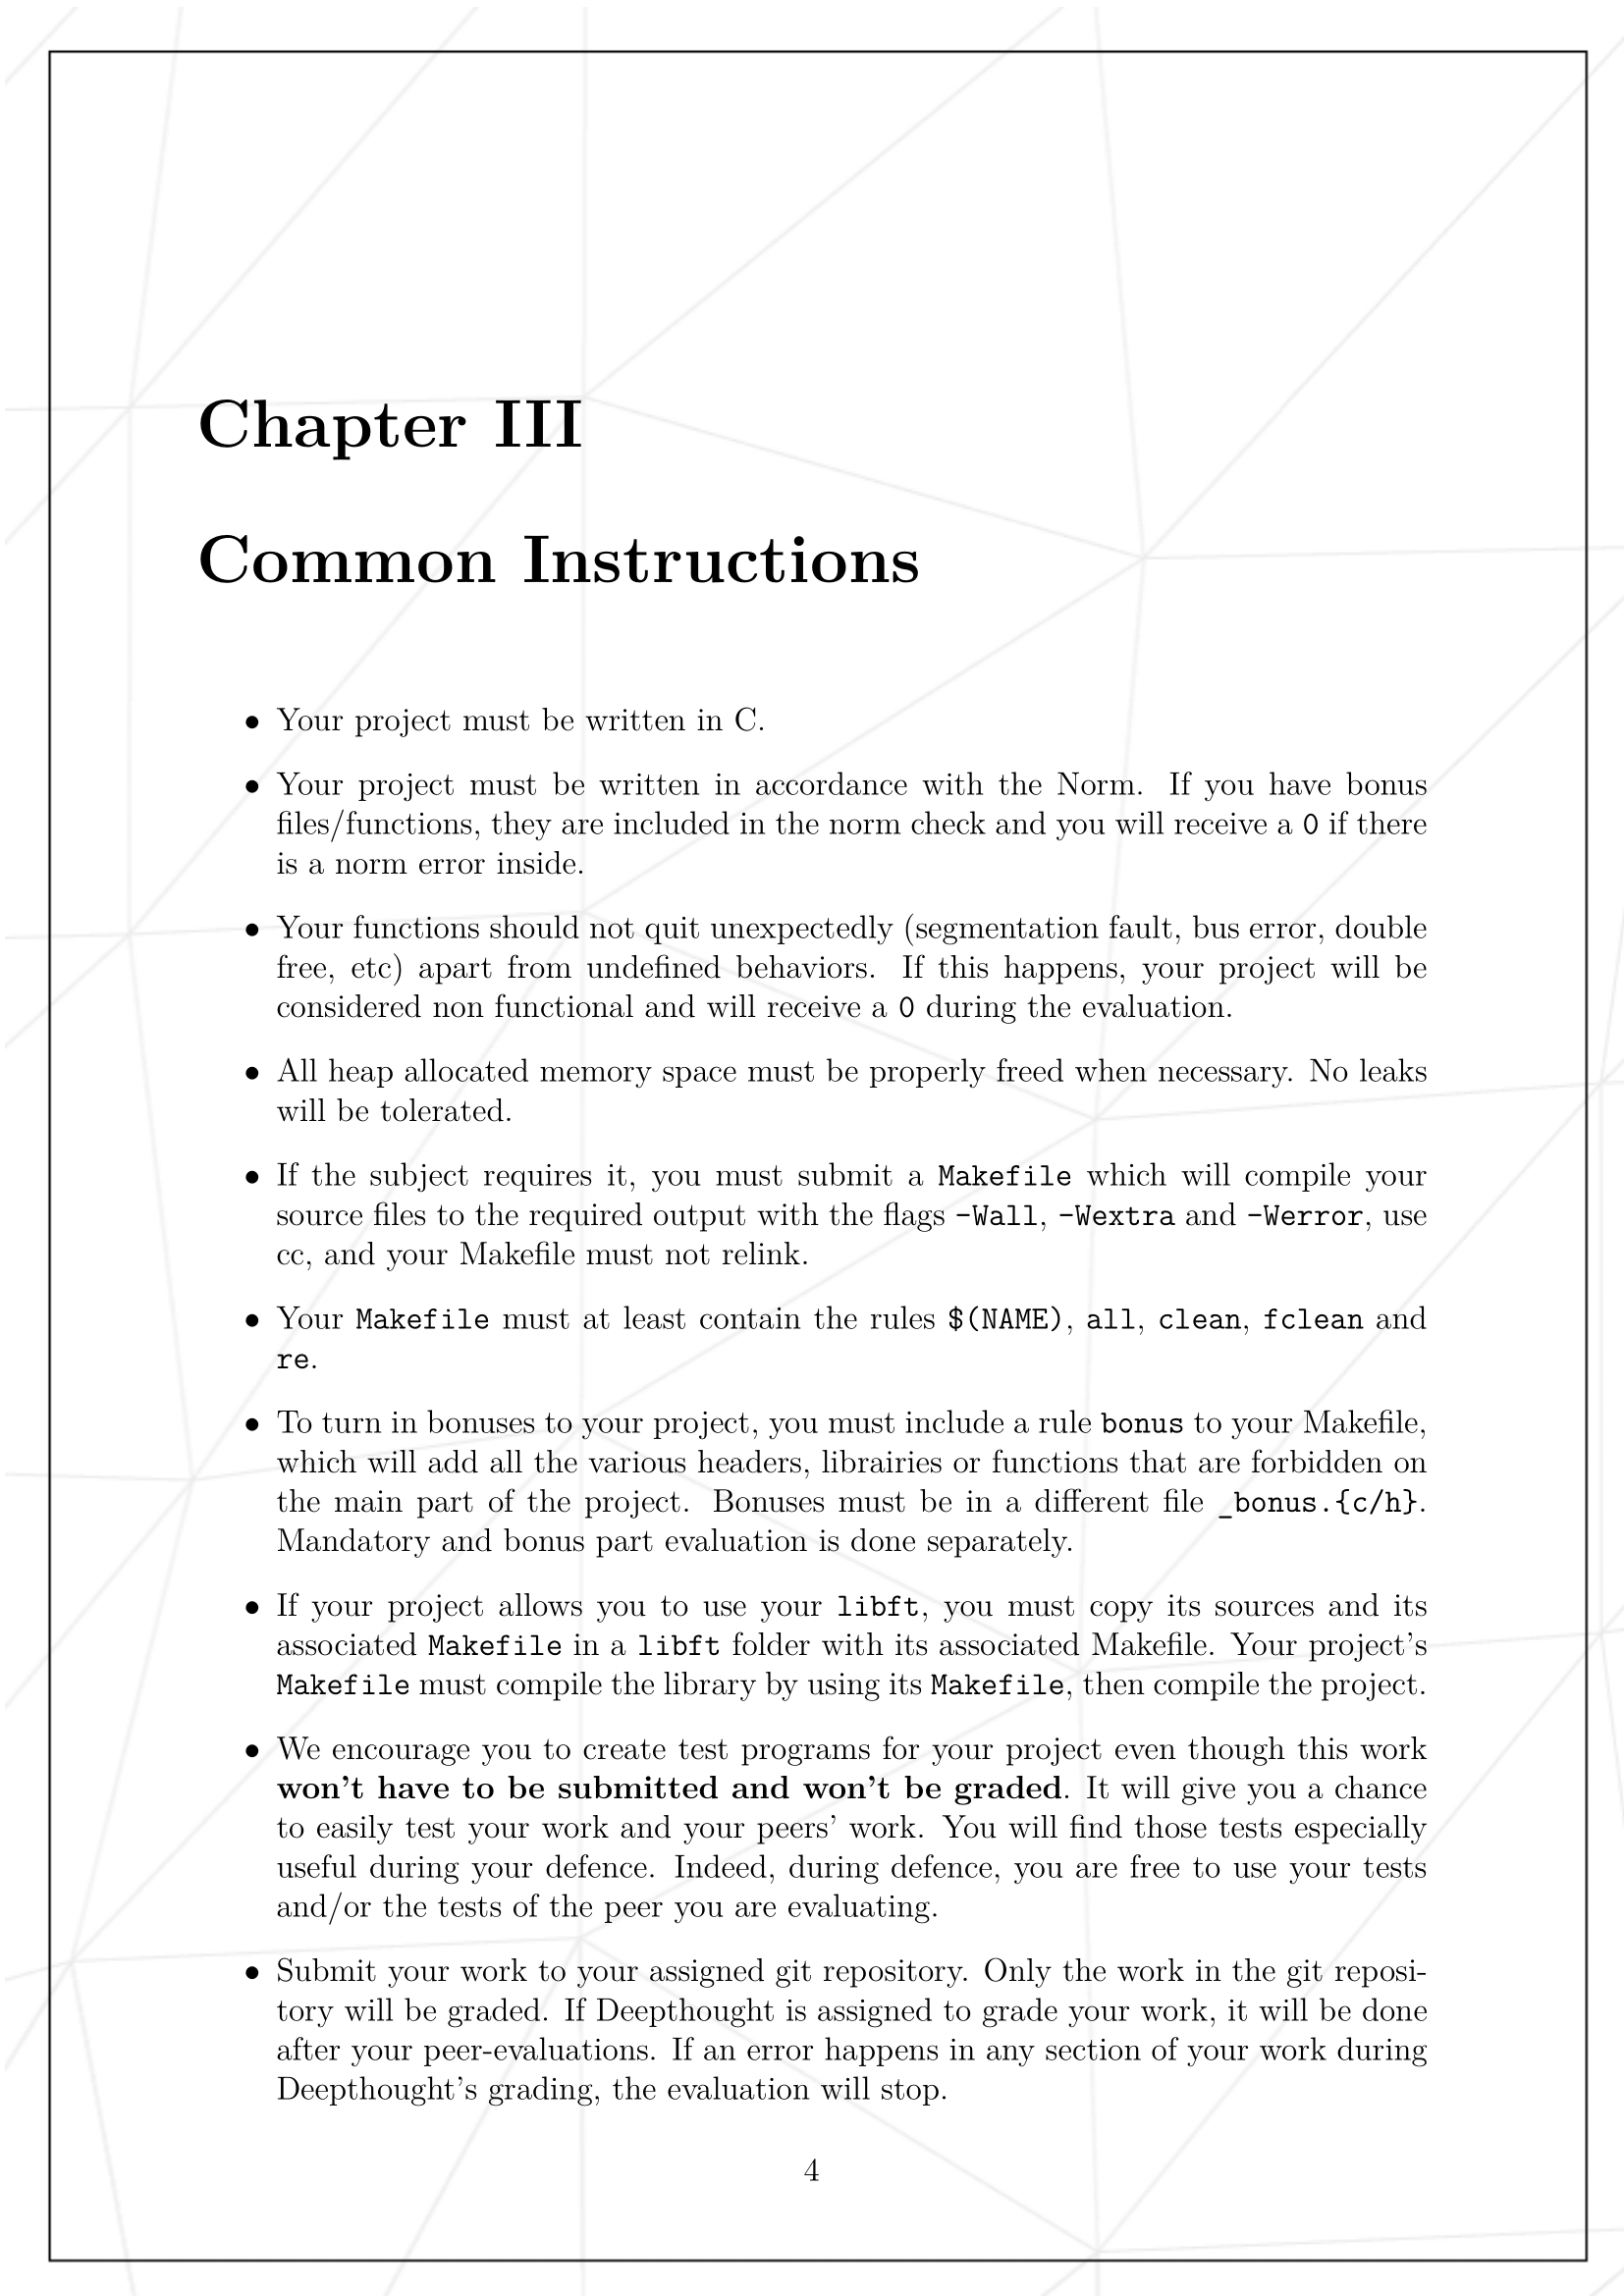 Chapter III
Common Instructions
• Your project must be written in C.
• Your project must be written in accordance with the Norm. If you have bonus
files/functions, they are included in the norm check and you will receive a 0 if there
is a norm error inside.
• Your functions should not quit unexpectedly (segmentation fault, bus error, double
free, etc) apart from undefined behaviors. If this happens, your project will be
considered non functional and will receive a 0 during the evaluation.
• All heap allocated memory space must be properly freed when necessary. No leaks
will be tolerated.
• If the subject requires it, you must submit a Makefile which will compile your
source files to the required output with the flags -Wall, -Wextra and -Werror, use
cc, and your Makefile must not relink.
• Your Makefile must at least contain the rules $(NAME), all, clean, fclean and
re.
• To turn in bonuses to your project, you must include a rule bonus to your Makefile,
which will add all the various headers, librairies or functions that are forbidden on
the main part of the project. Bonuses must be in a different file _bonus.{c/h}.
Mandatory and bonus part evaluation is done separately.
• If your project allows you to use your libft, you must copy its sources and its
associated Makefile in a libft folder with its associated Makefile. Your project's
Makefile must compile the library by using its Makefile, then compile the project.
• We encourage you to create test programs for your project even though this work
won't have to be submitted and won't be graded. It will give you a chance
to easily test your work and your peers' work. You will find those tests especially
useful during your defence. Indeed, during defence, you are free to use your tests
and/or the tests of the peer you are evaluating.
• Submit your work to your assigned git repository. Only the work in the git reposi-
tory will be graded. If Deepthought is assigned to grade your work, it will be done
after your peer-evaluations. If an error happens in any section of your work during
Deepthought's grading, the evaluation will stop.
4